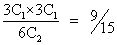 3C₁×3C₁ / 6C₂ = 9/15